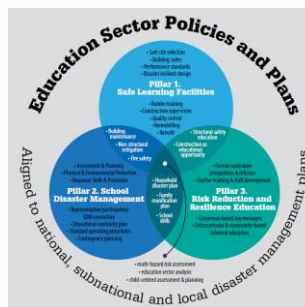 Education Sector Policies and Plans
• Safe site selection
• Building codes
• Performance standards
• Disaster resilient design
Pillar 1.
Safe Learning Facilities
• Builder training
• Construction supervision
• Quality control
• Remodelling
• Retrofit
• Building
maintenance
• Non-structural
mitigation
• Fire safety
• Structural safety
education
• Construction as
educational
opportunity
• Assessment & Planning
• Physical & Environmental Protection
• Response Skills & Provisions
Pillar 2. School
Disaster Management
• Representative/participatory
SDM committee
• Educational continuity plan
• Standard operating procedures
• Contingency planning
• Household
disaster plan
• Family
reunification
plan
• School
drills
• Formal curriculum
integration & infusion
• Teacher training & staff development
Pillar 3.
Risk Reduction and
Resilience Education
• Consensus-based key messages
• Extracurricular & community-based
informal education
• multi-hazard risk assessment
• education sector analysis
• child-centred assessment & planning
Aligned to national, subnational and local disaster management plans